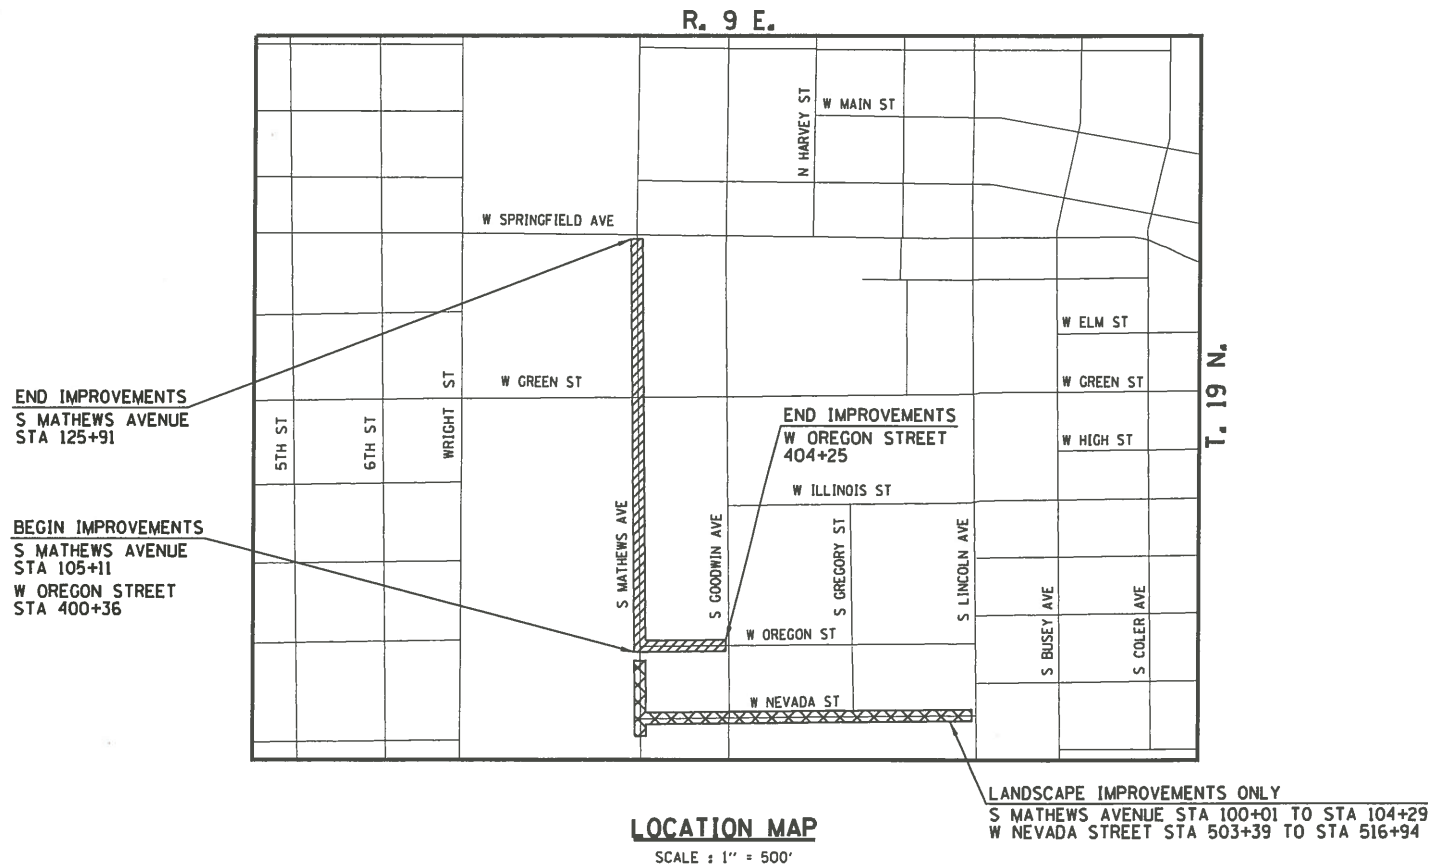 R. 9 E.
N HARVEY ST
W MAIN ST
W SPRINGFIELD AVE
W ELM ST
T. 19 N.
W GREEN ST
W GREEN ST
END IMPROVEMENTS
S MATHEWS AVENUE
STA 125+91
5TH ST
6TH ST
WRIGHT ST
END IMPROVEMENTS
W OREGON STREET
404+25
W HIGH ST
W ILLINOIS ST
BEGIN IMPROVEMENTS
S MATHEWS AVENUE
STA 105+11
W OREGON STREET
STA 400+36
S MATHEWS AVE
S GOODWIN AVE
S GREGORY ST
S LINCOLN AVE
S BUSEY AVE
S COLER AVE
W OREGON ST
W NEVADA ST
LANDSCAPE IMPROVEMENTS ONLY
S MATHEWS AVENUE STA 100+01 TO STA 104+29
W NEVADA STREET STA 503+39 TO STA 516+94
LOCATION MAP
SCALE : 1" = 500'